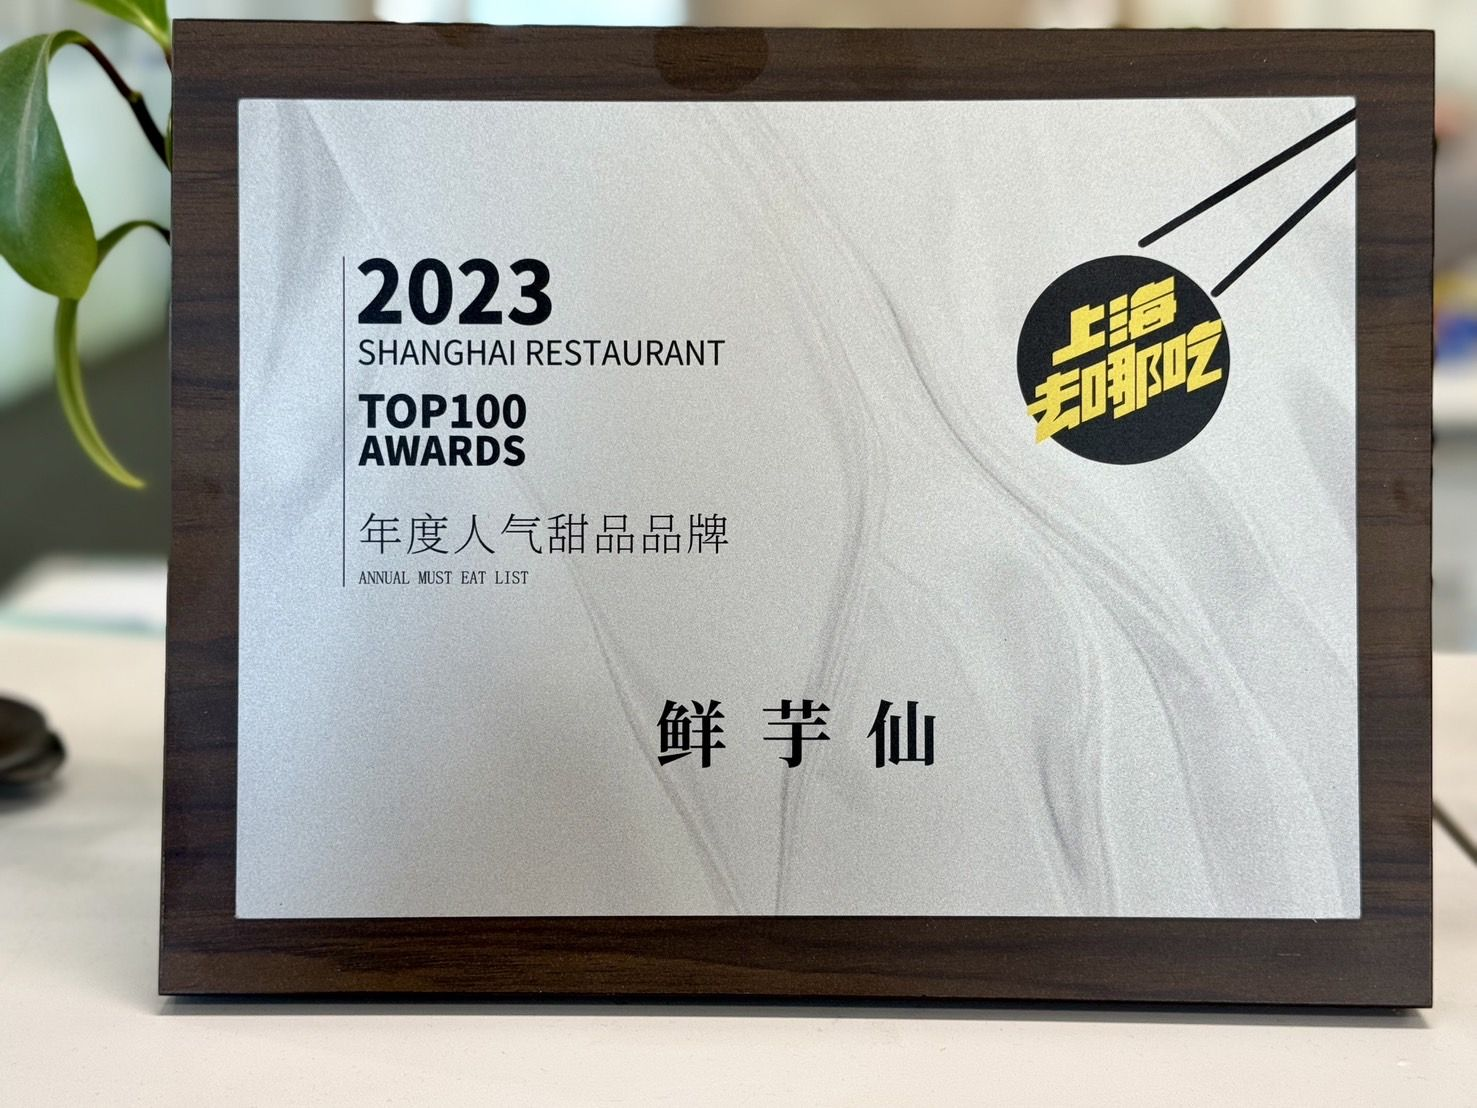 2023
SHANGHAI RESTAURANT
TOP100
AWARDS
年度人气甜品品牌
ANNUAL MUST EAT LIST
上海
去哪吃
鲜芋仙